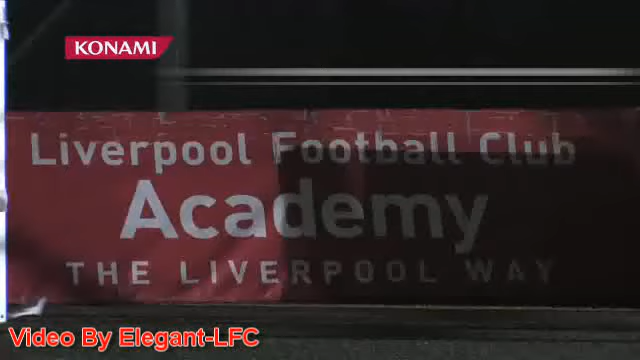 KONAMI
Liverpool Football Club
Academy
THE LIVERPOOL WAY
Video By Elegant-LFC